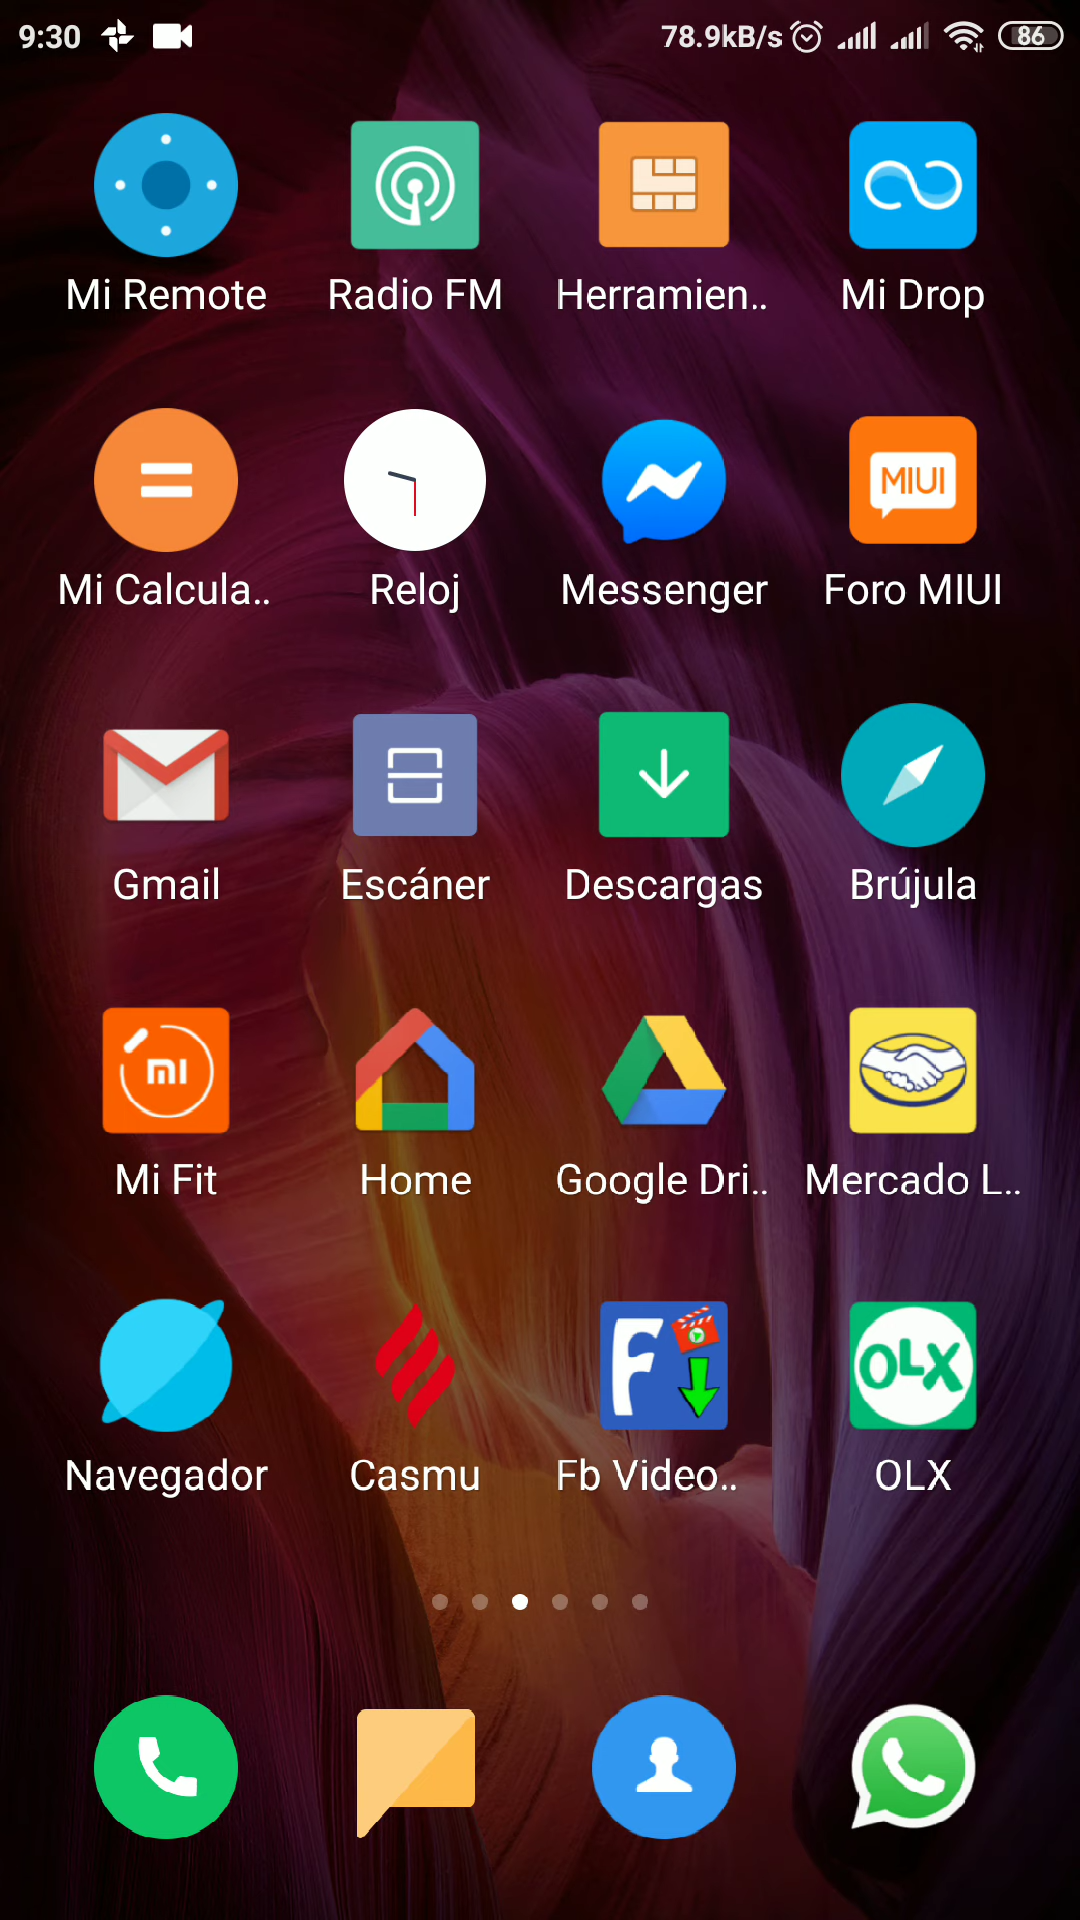 9:30 78.9kB/s 86
Mi Remote Radio FM Herramien.. Mi Drop
MIUI
Mi Calcula.. Reloj Messenger Foro MIUI
Gmail Escáner Descargas Brújula
mi
Mi Fit Home Google Dri.. Mercado L..
F OLX
Navegador Casmu Fb Video.. OLX